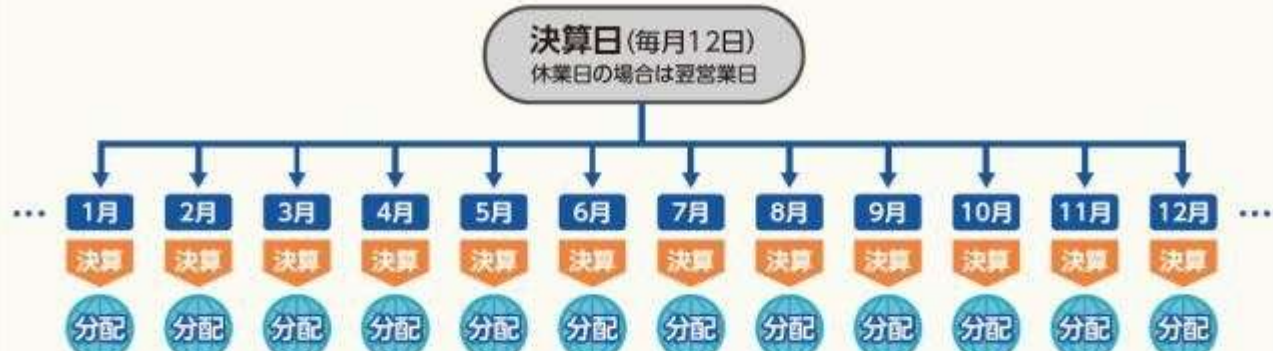 決算日(毎月12日)
休業日の場合は翌営業日
… 1月 2月 3月 4月 5月 6月 7月 8月 9月 10月 11月 12月 …
決算 決算 決算 決算 決算 決算 決算 決算 決算 決算 決算 決算
分配 分配 分配 分配 分配 分配 分配 分配 分配 分配 分配 分配